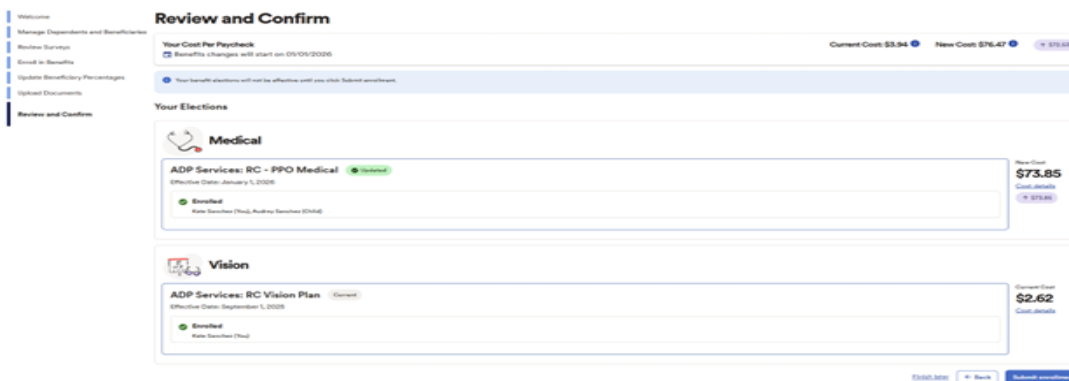 Welcome
Manage Dependents and Beneficiaries
Review Surveys
Enroll in Benefits
Update Beneficiary Percentages
Upload Documents
Review and Confirm
Review and Confirm
Your Cost Per Paycheck
Benefits changes will start on 01/01/2026
Current Cost: $3.94 New Cost: $76.47
Your benefit elections will not be effective until you click Submit enrollment.
Your Elections
Medical
ADP Services: RC - PPO Medical Updated
Effective Date: January 1, 2026
Enrolled
Kate Sanchez (You), Audrey Sanchez (Child)
New Cost
$73.85
Cost details
+ $73.85
Vision
ADP Services: RC Vision Plan Current
Effective Date: September 1, 2025
Enrolled
Kate Sanchez (You)
Current Cost
$2.62
Cost details
Finish later Back Submit enrollment